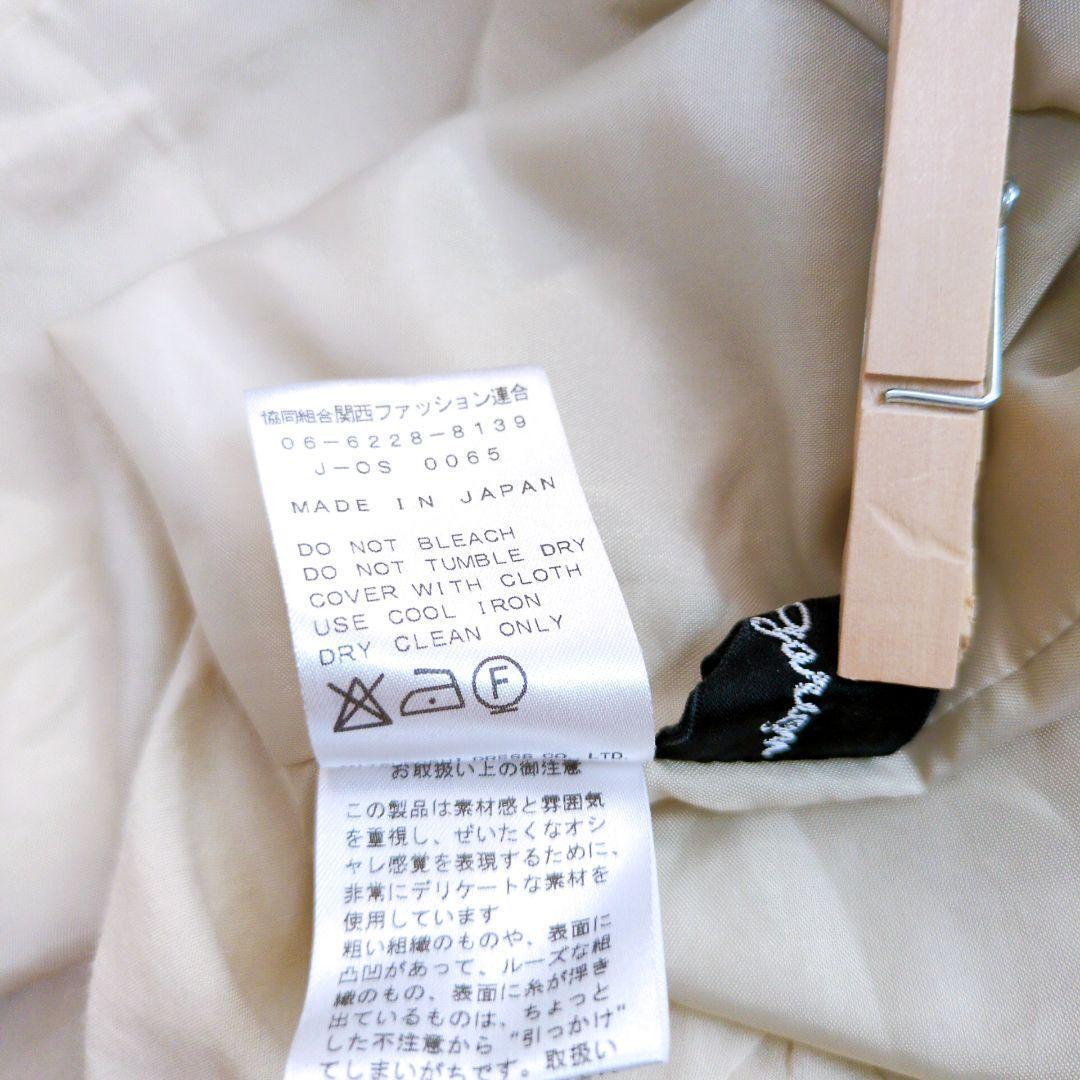 協同組合関西ファッション連合
06-6228-8139
J-OS 0065
MADE IN JAPAN
DO NOT BLEACH
DO NOT TUMBLE DRY
COVER WITH CLOTH
USE COOL IRON
DRY CLEAN ONLY
F
PRESS CO., LTD.
お取扱い上の御注意
この製品は素材感と雰囲気
を重視し、ぜいたくなオシ
ャレ感覚を表現するために、
非常にデリケートな素材を
使用しています
粗い組織のものや、表面に
凸凹があって、ルーズな組
織のもの、表面に糸が浮き
出ているものは、ちょっと
した不注意から"引っかけ"
てしまいがちです。取扱い